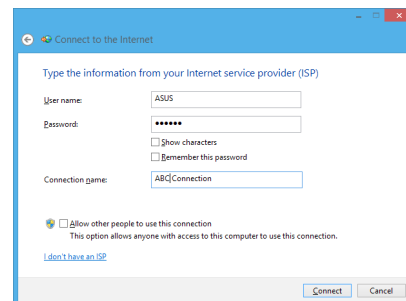 Connect to the Internet
Type the information from your Internet service provider (ISP)
User name:
ASUS
Password:
••••••
Show characters
Remember this password
Connection name:
ABC Connection
Allow other people to use this connection
This option allows anyone with access to this computer to use this connection.
I don't have an ISP
Connect
Cancel